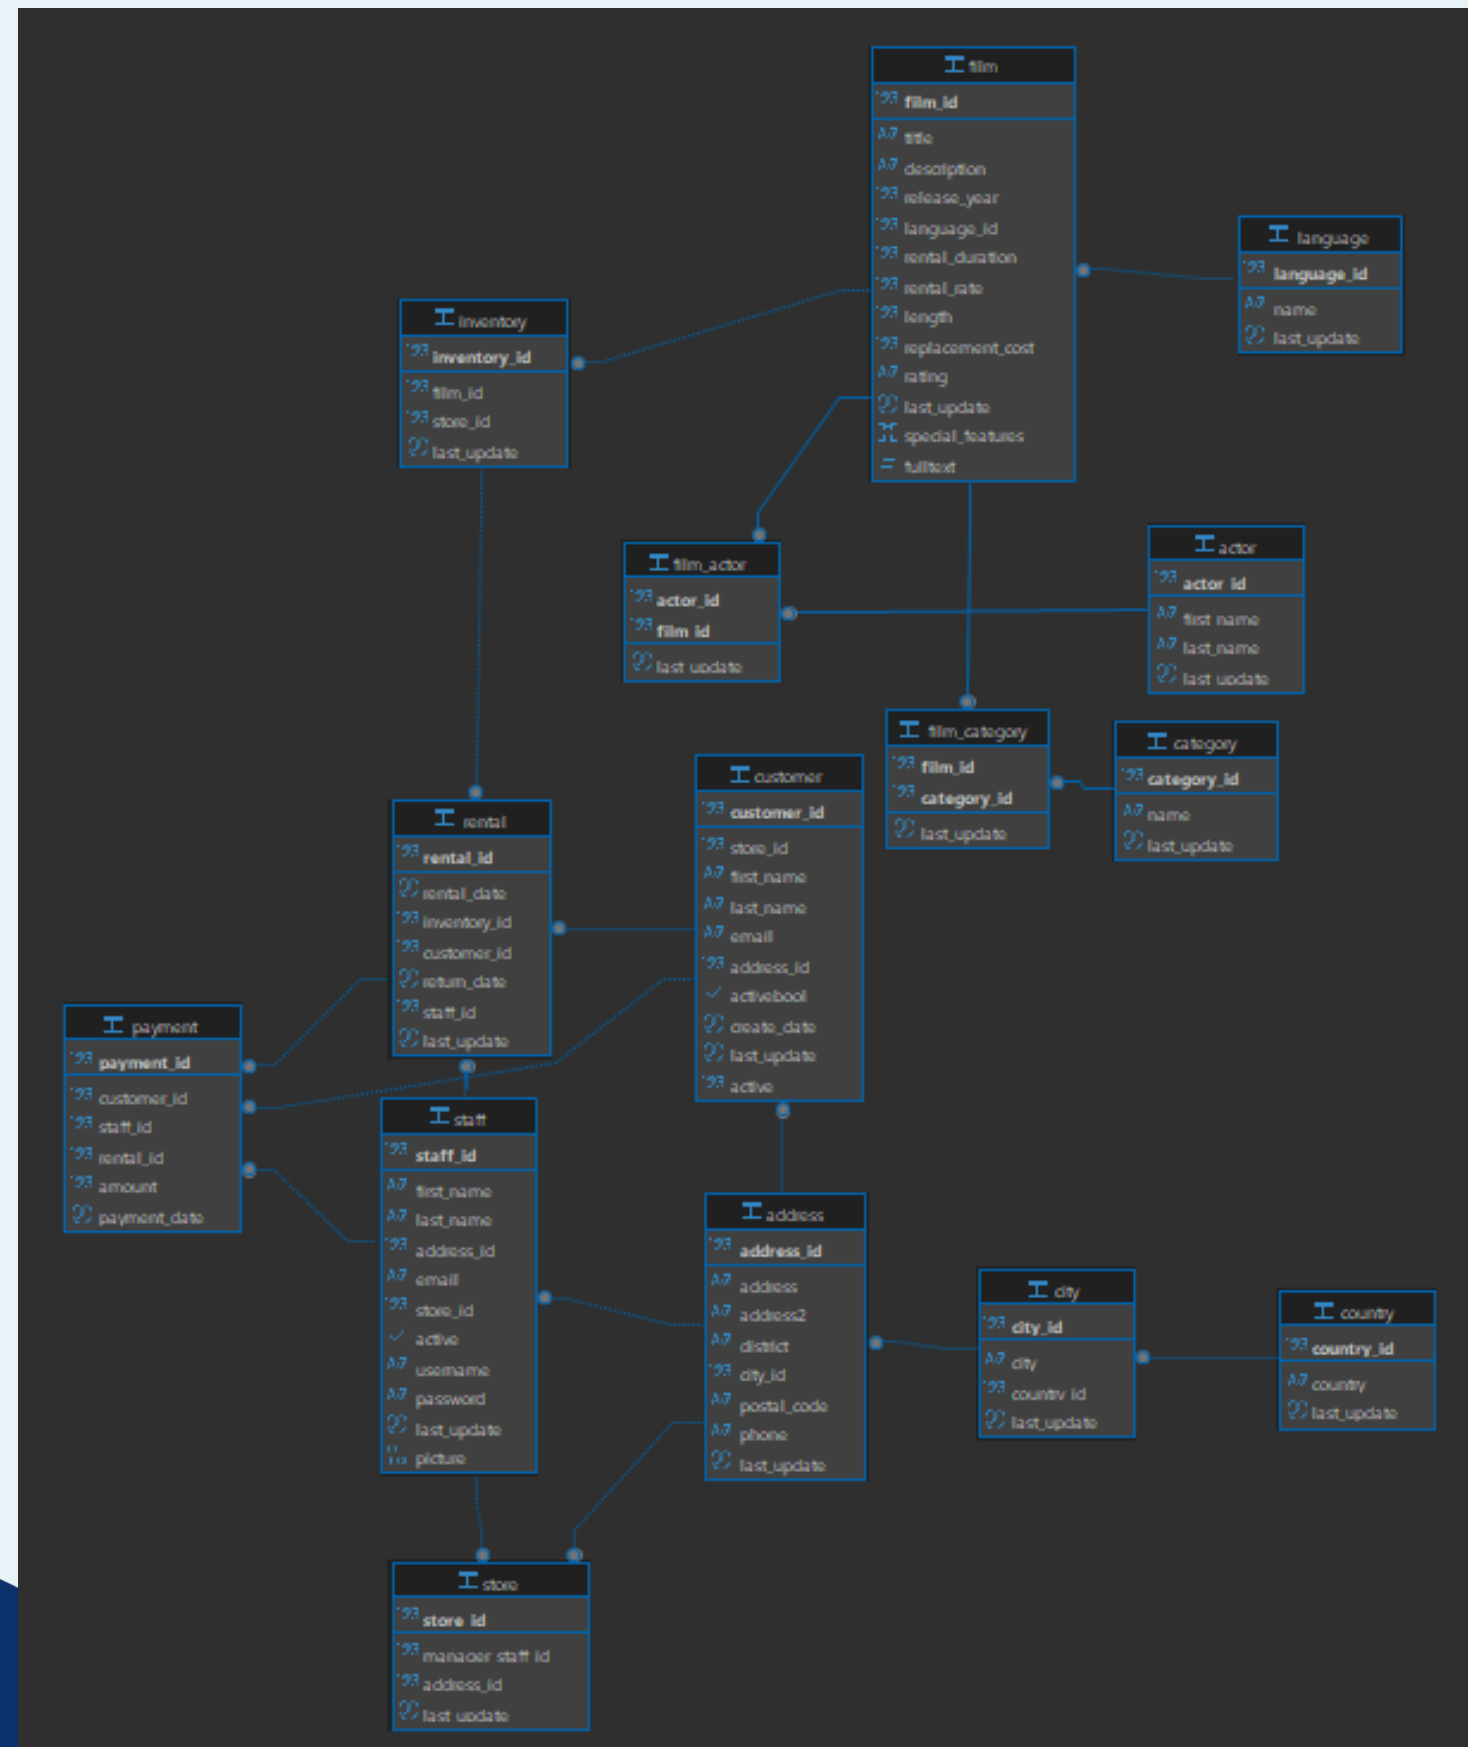 film
film_id
title
description
release_year
language_id
rental_duration
rental_rate
length
replacement_cost
rating
last_update
special_features
fulltext
language
language_id
name
last_update
inventory
inventory_id
film_id
store_id
last_update
film_actor
actor_id
film_id
last_update
actor
actor_id
first_name
last_name
last_update
film_category
film_id
category_id
last_update
category
category_id
name
last_update
customer
customer_id
store_id
first_name
last_name
email
address_id
activebool
create_date
last_update
active
rental
rental_id
rental_date
inventory_id
customer_id
return_date
staff_id
last_update
payment
payment_id
customer_id
staff_id
rental_id
amount
payment_date
staff
staff_id
first_name
last_name
address_id
email
store_id
active
username
password
last_update
picture
address
address_id
address
address2
district
city_id
postal_code
phone
last_update
city
city_id
city
country_id
last_update
country
country_id
country
last_update
store
store_id
manager_staff_id
address_id
last_update